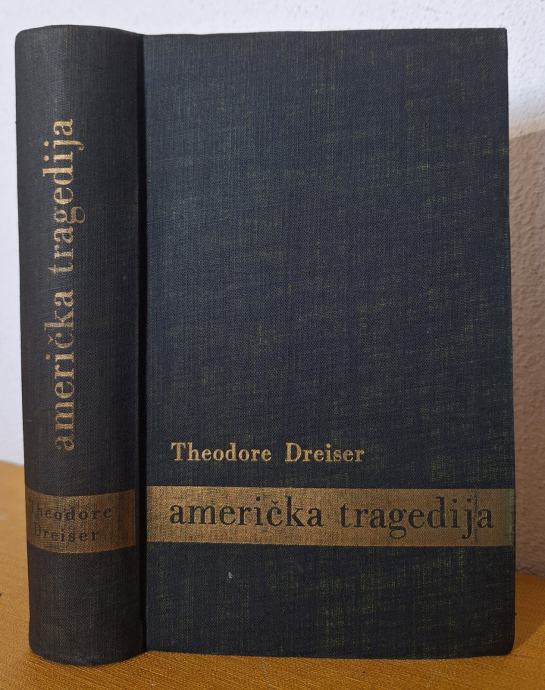 američka tragedija
Theodore
Dreiser
Theodore Dreiser
američka tragedija